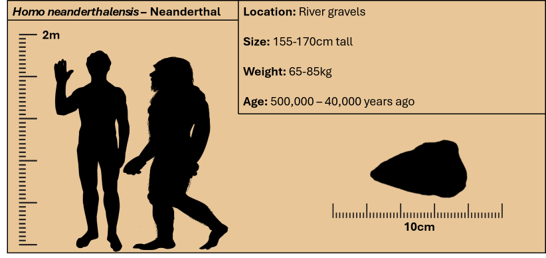 Homo neanderthalensis – Neanderthal
Location: River gravels
2m
Size: 155-170cm tall
Weight: 65-85kg
Age: 500,000 – 40,000 years ago
10cm